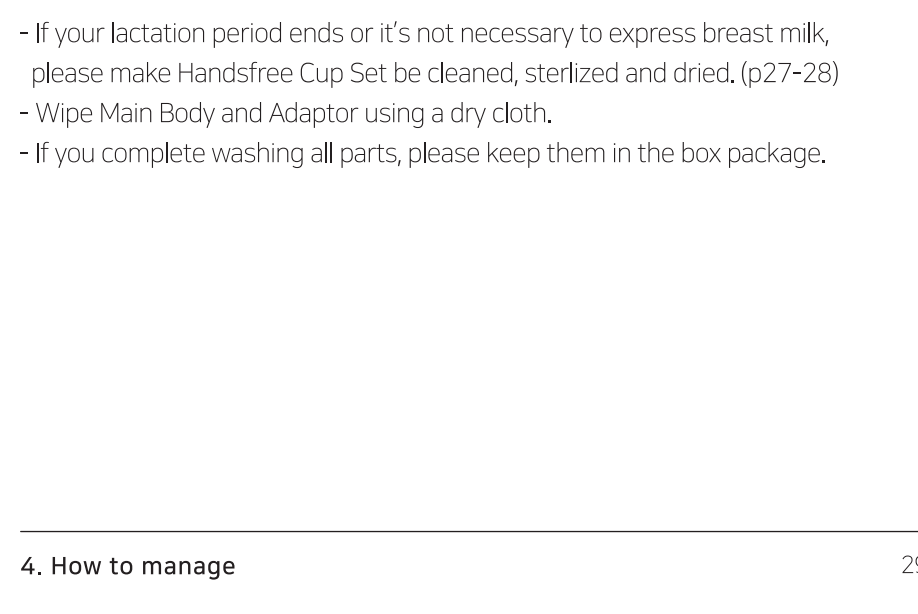 - If your lactation period ends or it's not necessary to express breast milk,
please make Handsfree Cup Set be cleaned, sterlized and dried. (p27-28)
- Wipe Main Body and Adaptor using a dry cloth.
- If you complete washing all parts, please keep them in the box package.
4. How to manage
29